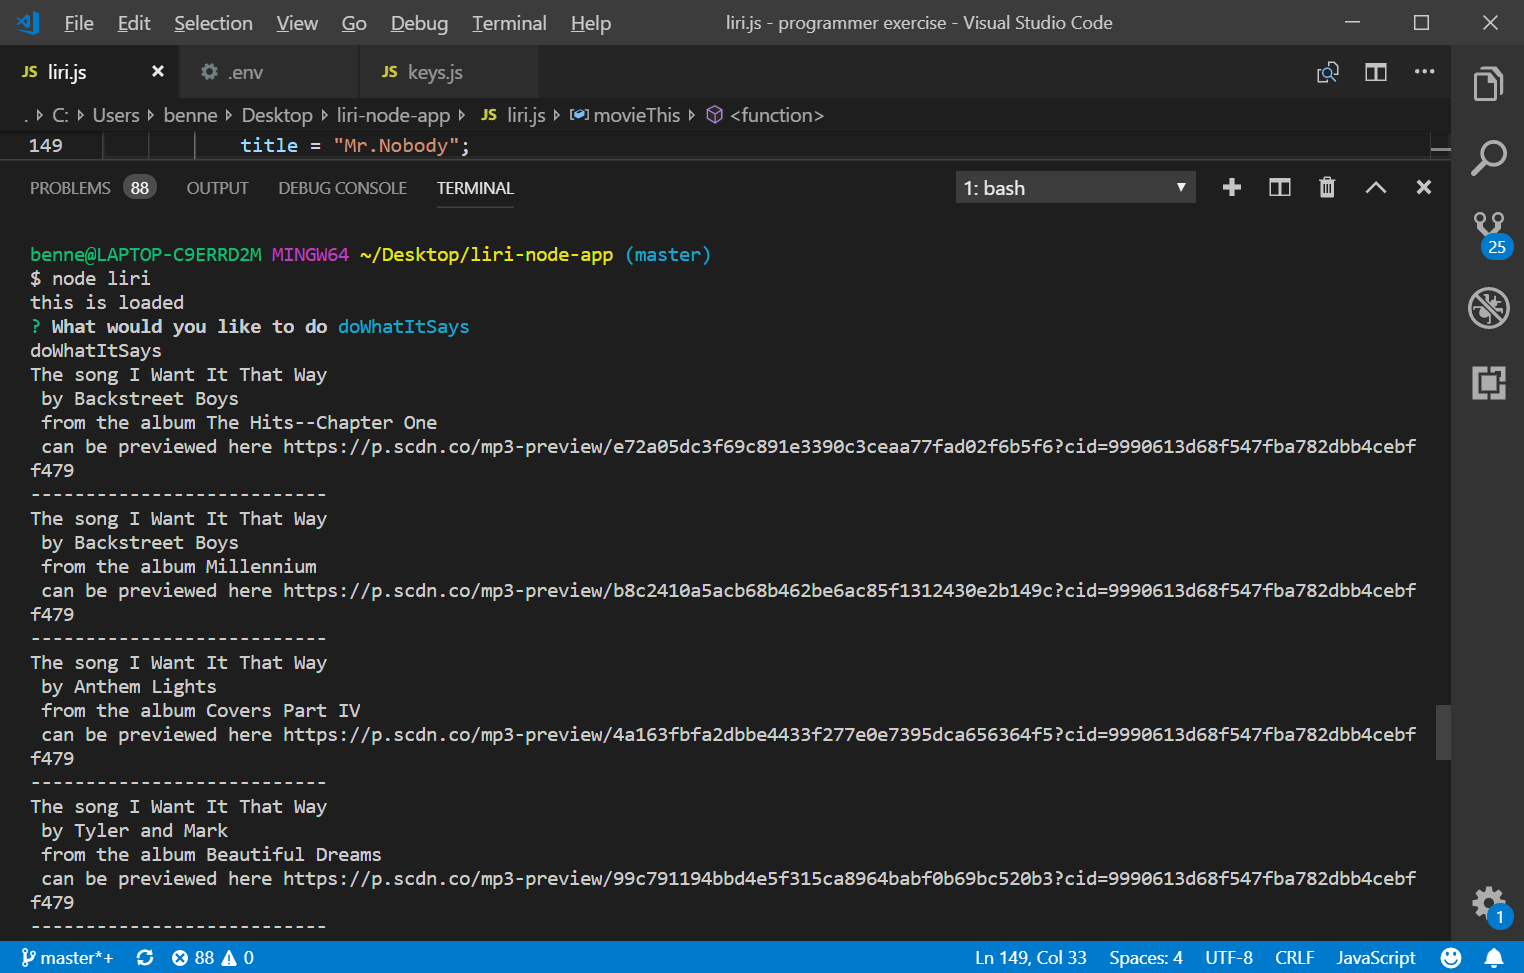 File Edit Selection View Go Debug Terminal Help liri.js - programmer exercise - Visual Studio Code
JS liri.js .env JS keys.js
. C: Users benne Desktop liri-node-app JS liri.js movieThis <function>
149 title = "Mr.Nobody";
PROBLEMS 88 OUTPUT DEBUG CONSOLE TERMINAL 1: bash
benne@LAPTOP-C9ERRD2M MINGW64 ~/Desktop/liri-node-app (master)
$ node liri
this is loaded
? What would you like to do doWhatItSays
doWhatItSays
The song I Want It That Way
by Backstreet Boys
from the album The Hits--Chapter One
can be previewed here https://p.scdn.co/mp3-preview/e72a05dc3f69c891e3390c3ceaa77fad02f6b5f6?cid=9990613d68f547fba782dbb4cebf
f479
---------------------------
The song I Want It That Way
by Backstreet Boys
from the album Millennium
can be previewed here https://p.scdn.co/mp3-preview/b8c2410a5acb68b462be6ac85f1312430e2b149c?cid=9990613d68f547fba782dbb4cebf
f479
---------------------------
The song I Want It That Way
by Anthem Lights
from the album Covers Part IV
can be previewed here https://p.scdn.co/mp3-preview/4a163fbfa2dbbe4433f277e0e7395dca656364f5?cid=9990613d68f547fba782dbb4cebf
f479
---------------------------
The song I Want It That Way
by Tyler and Mark
from the album Beautiful Dreams
can be previewed here https://p.scdn.co/mp3-preview/99c791194bbd4e5f315ca8964babf0b69bc520b3?cid=9990613d68f547fba782dbb4cebf
f479
---------------------------
25
1
master*+ 88 0 Ln 149, Col 33 Spaces: 4 UTF-8 CRLF JavaScript